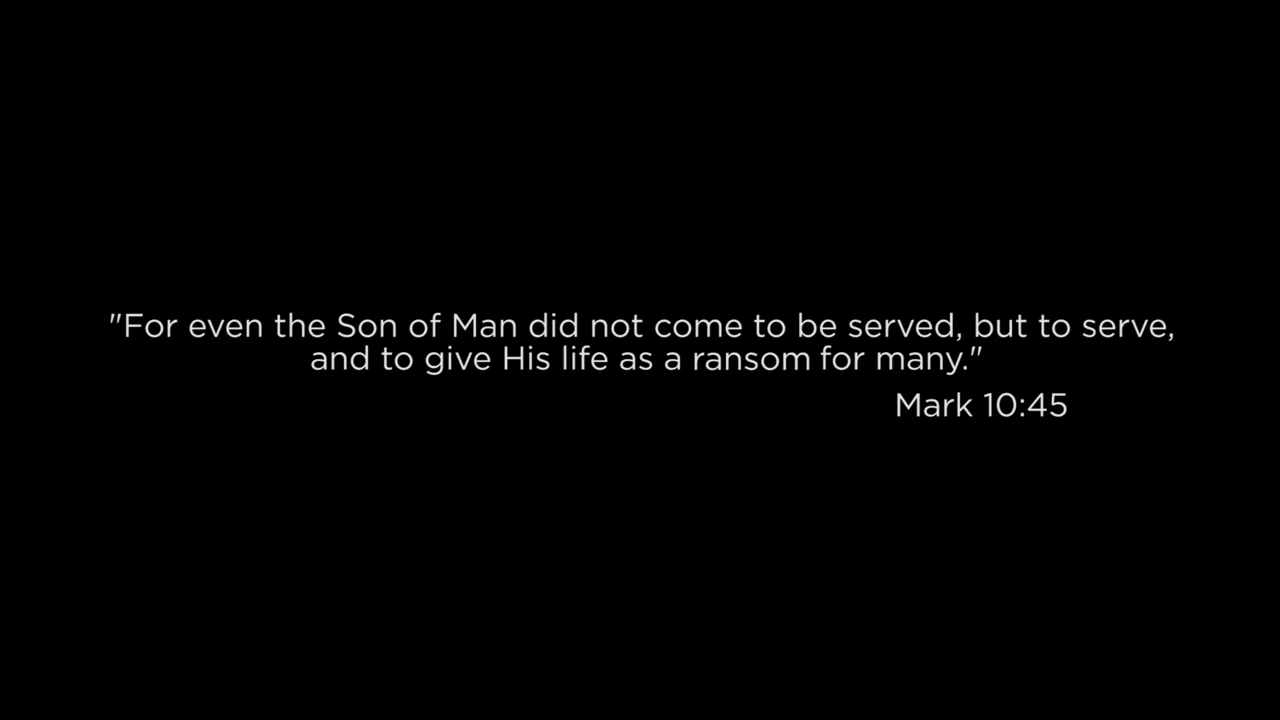 "For even the Son of Man did not come to be served, but to serve,
and to give His life as a ransom for many."
Mark 10:45